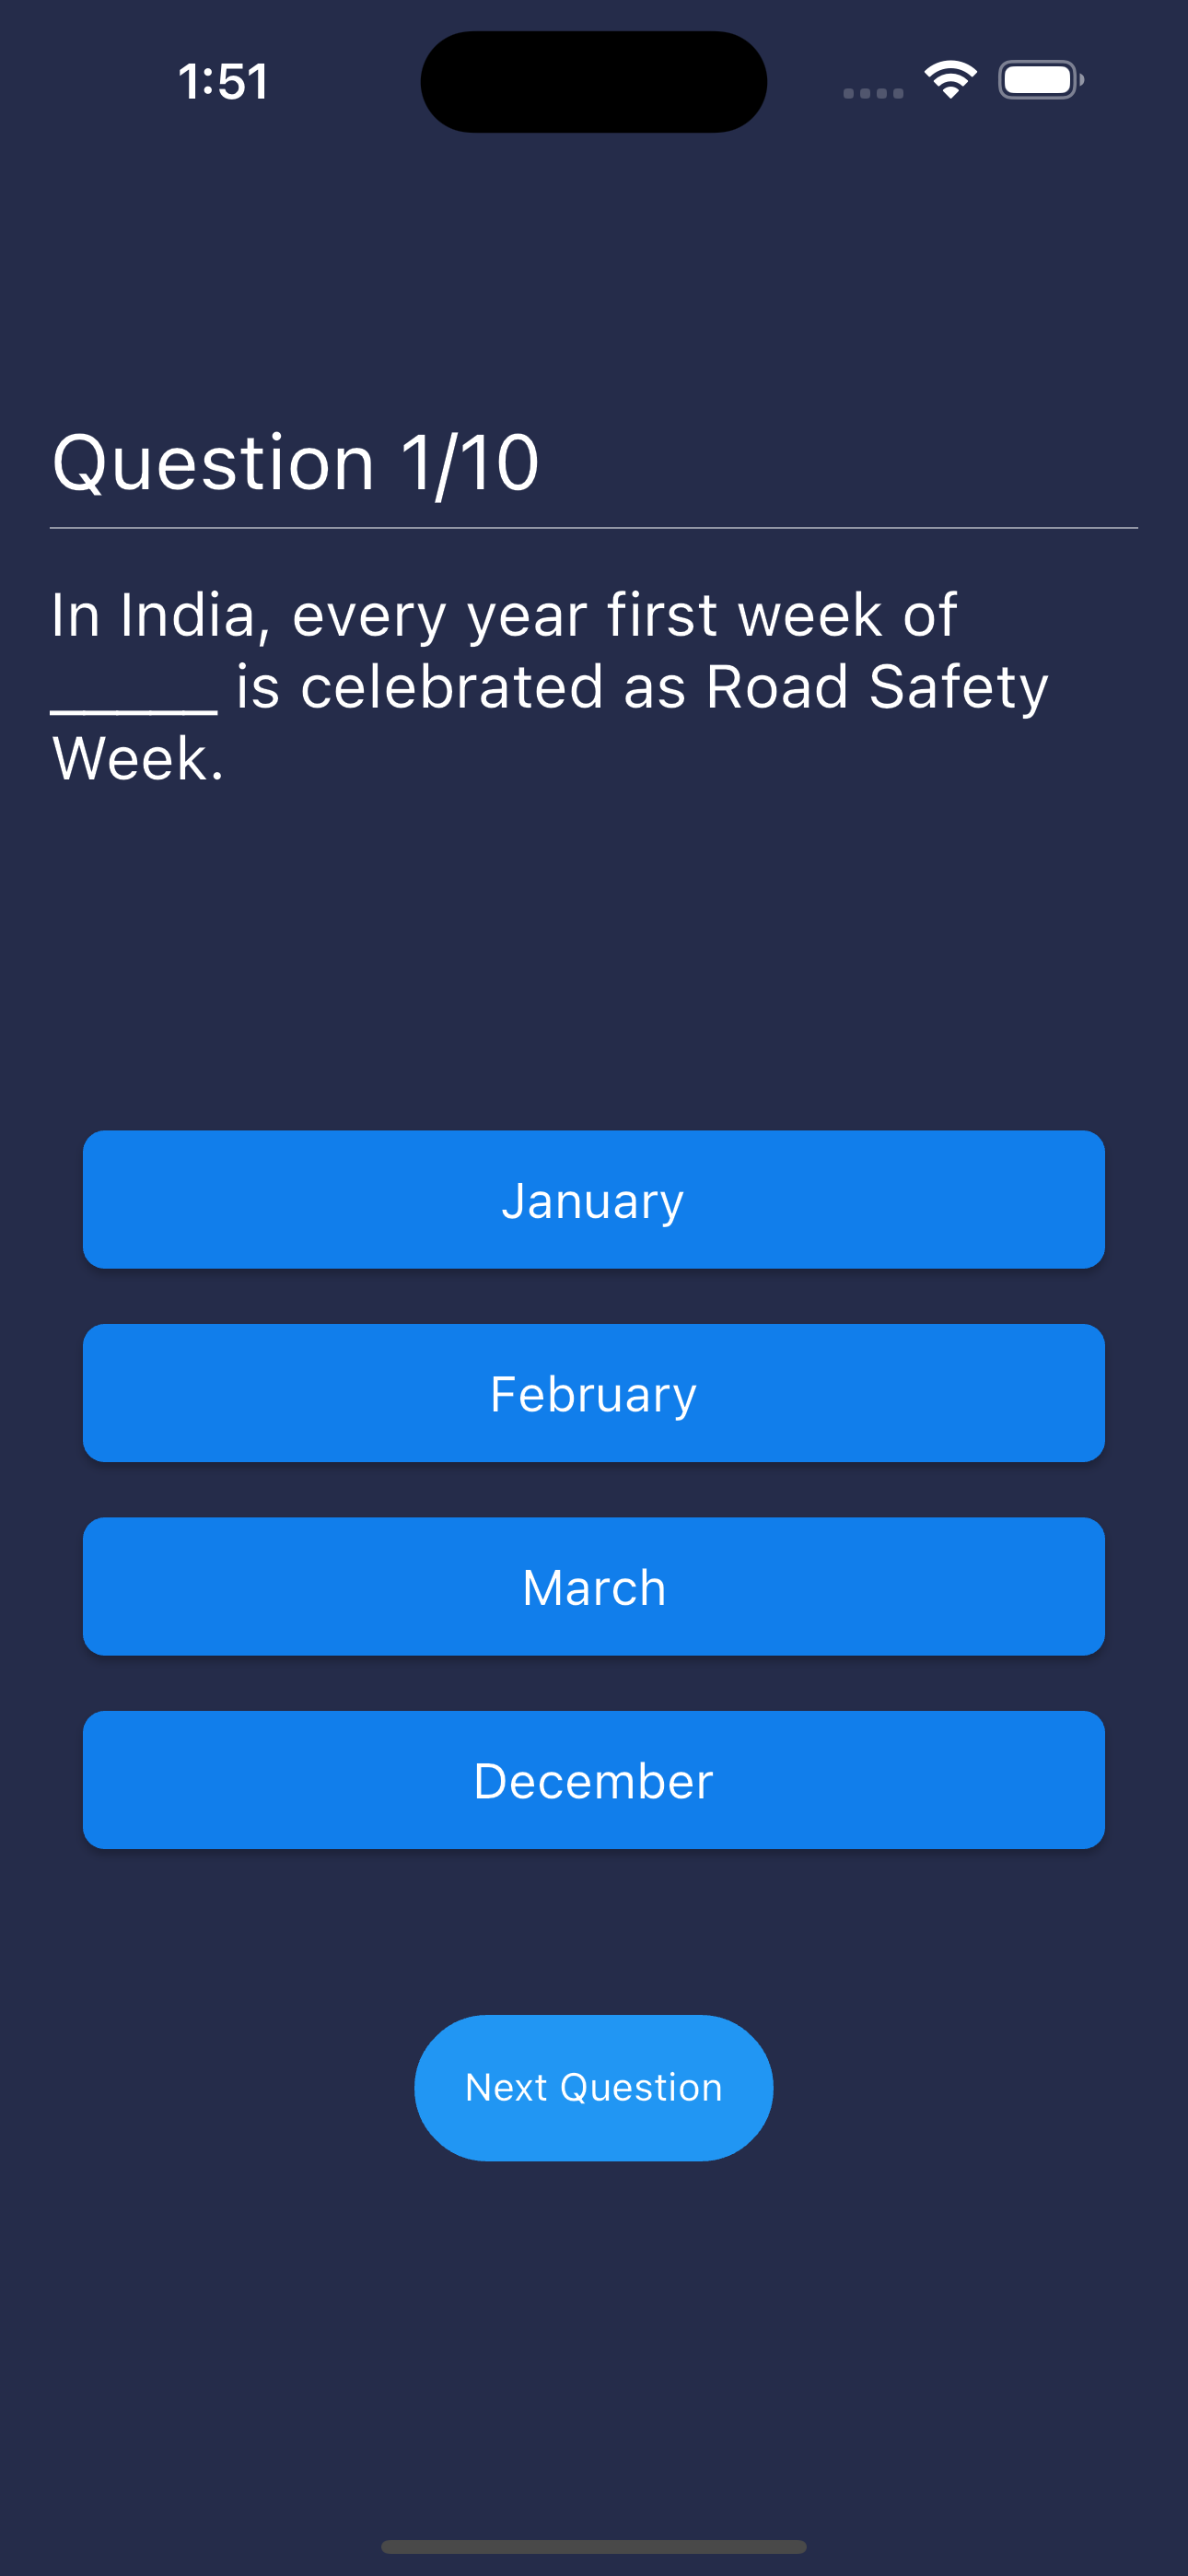 1:51
Question 1/10
In India, every year first week of
______ is celebrated as Road Safety
Week.
January
February
March
December
Next Question